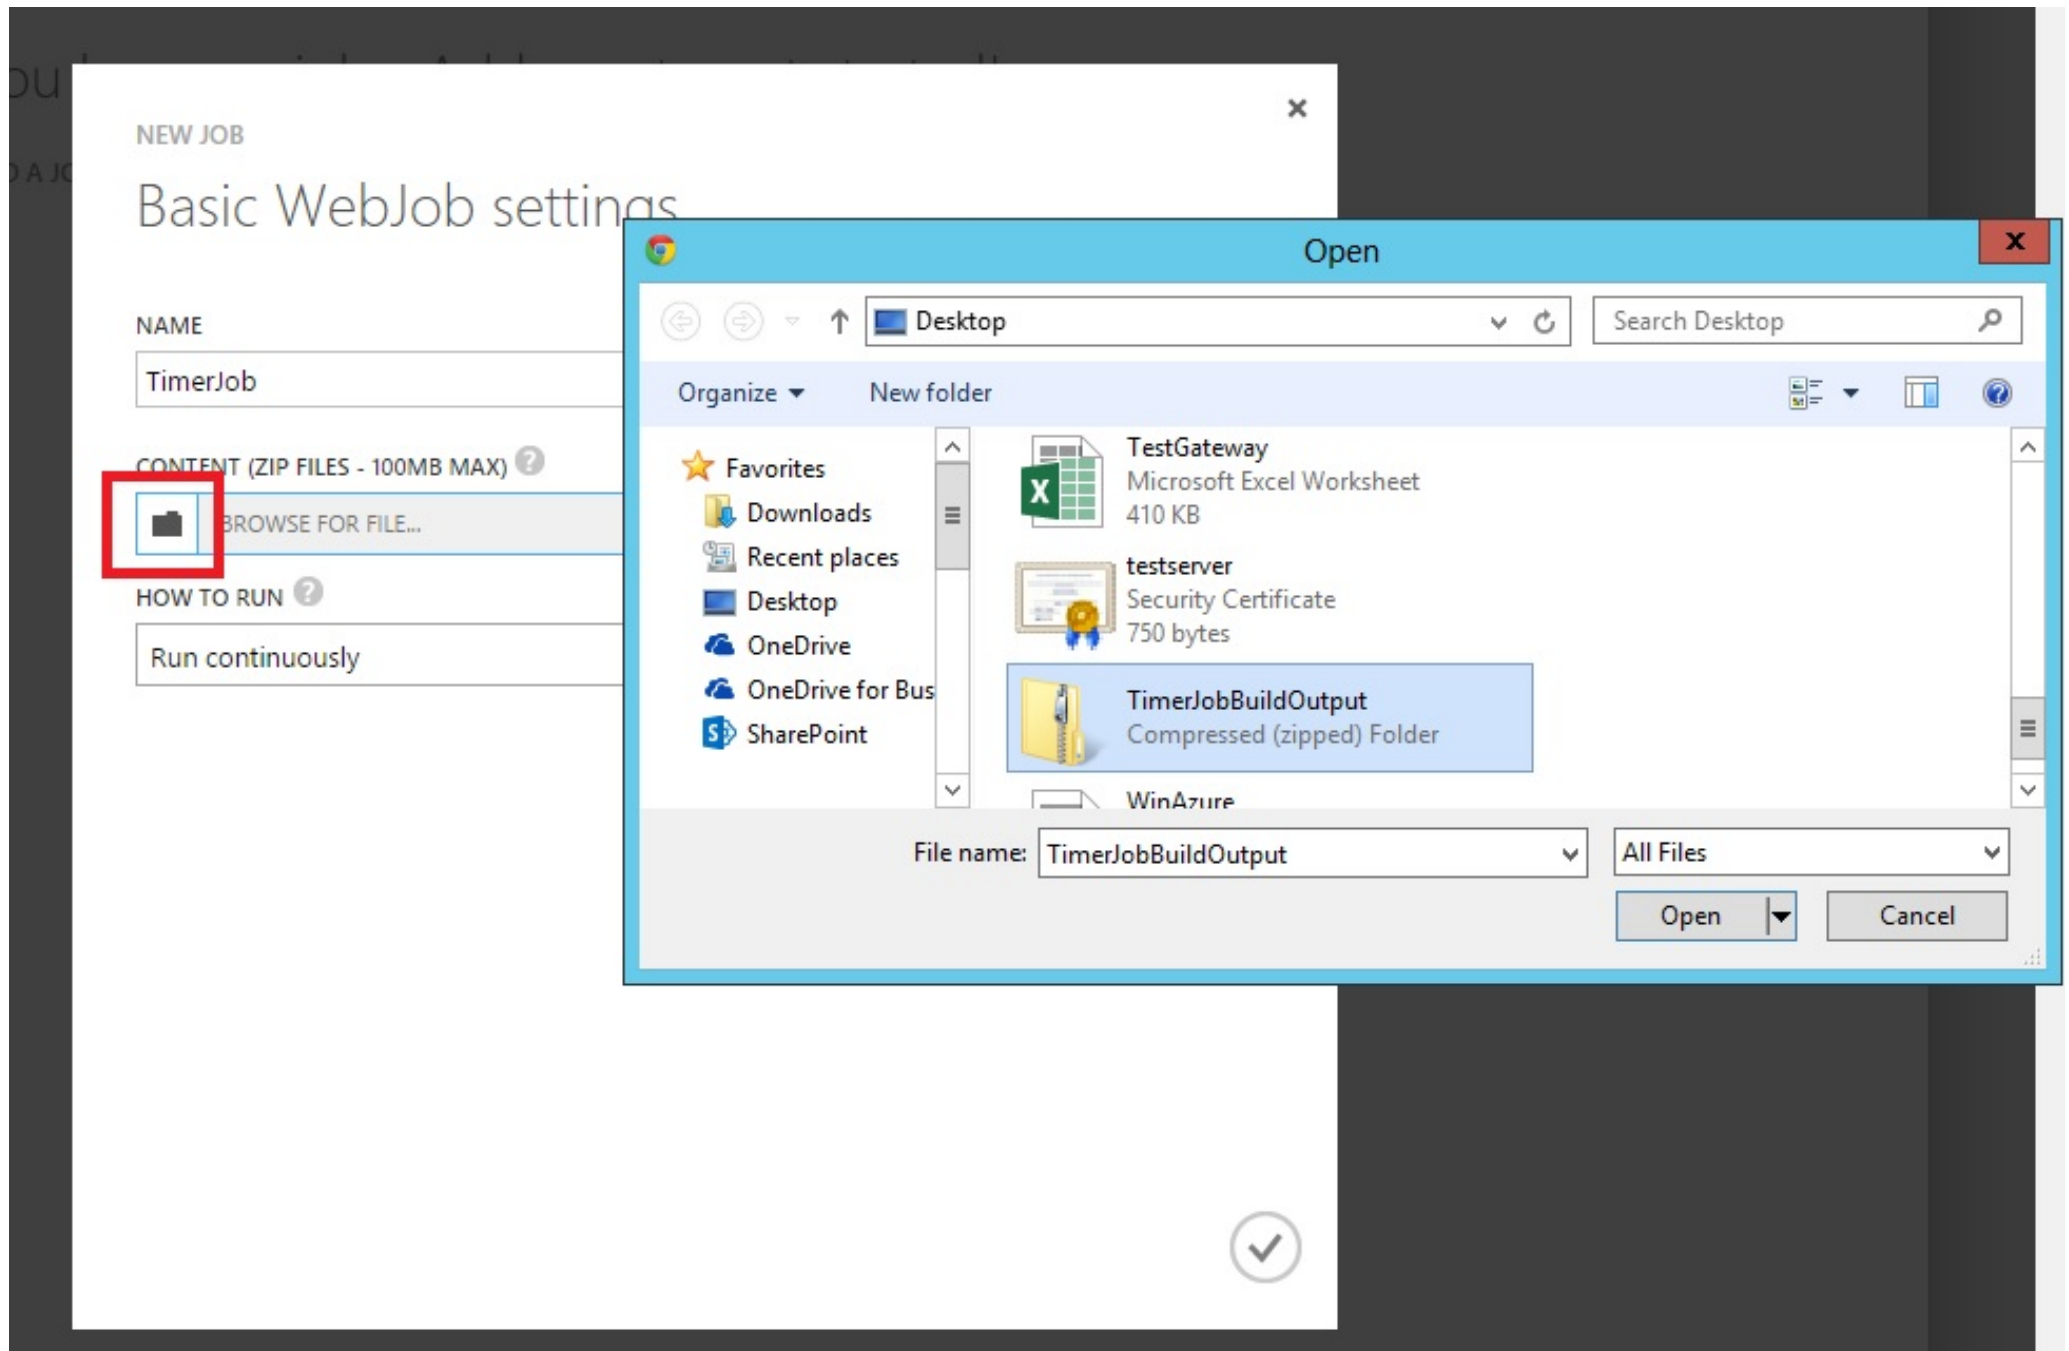 ou
D A JO
NEW JOB
Basic WebJob settings
NAME
TimerJob
CONTENT (ZIP FILES - 100MB MAX) ?
BROWSE FOR FILE...
HOW TO RUN ?
Run continuously
Open
x
Desktop
Search Desktop
Organize
New folder
?
Favorites
Downloads
Recent places
Desktop
OneDrive
OneDrive for Bus
SharePoint
TestGateway
Microsoft Excel Worksheet
410 KB
testserver
Security Certificate
750 bytes
TimerJobBuildOutput
Compressed (zipped) Folder
WinAzure
File name: TimerJobBuildOutput
All Files
Open
Cancel